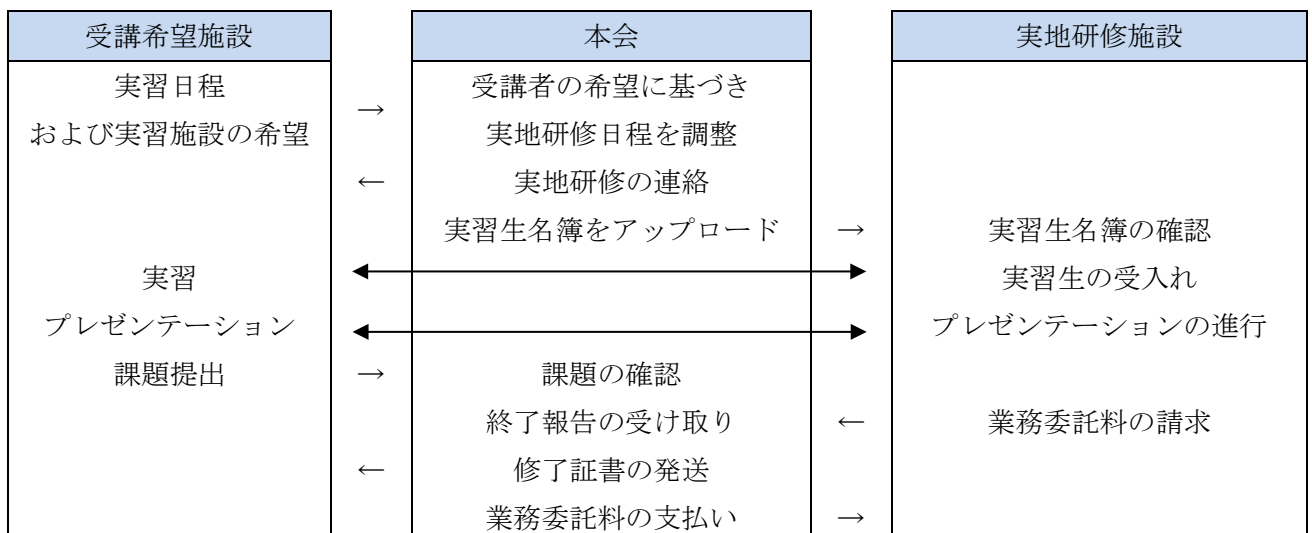 受講希望施設 本会 実地研修施設
実習日程 受講者の希望に基づき
→
および実習施設の希望 実地研修日程を調整
← 実地研修の連絡
実習生名簿をアップロード → 実習生名簿の確認
実習 実習生の受入れ
プレゼンテーション プレゼンテーションの進行
課題提出 → 課題の確認
終了報告の受け取り ← 業務委託料の請求
← 修了証書の発送
業務委託料の支払い →